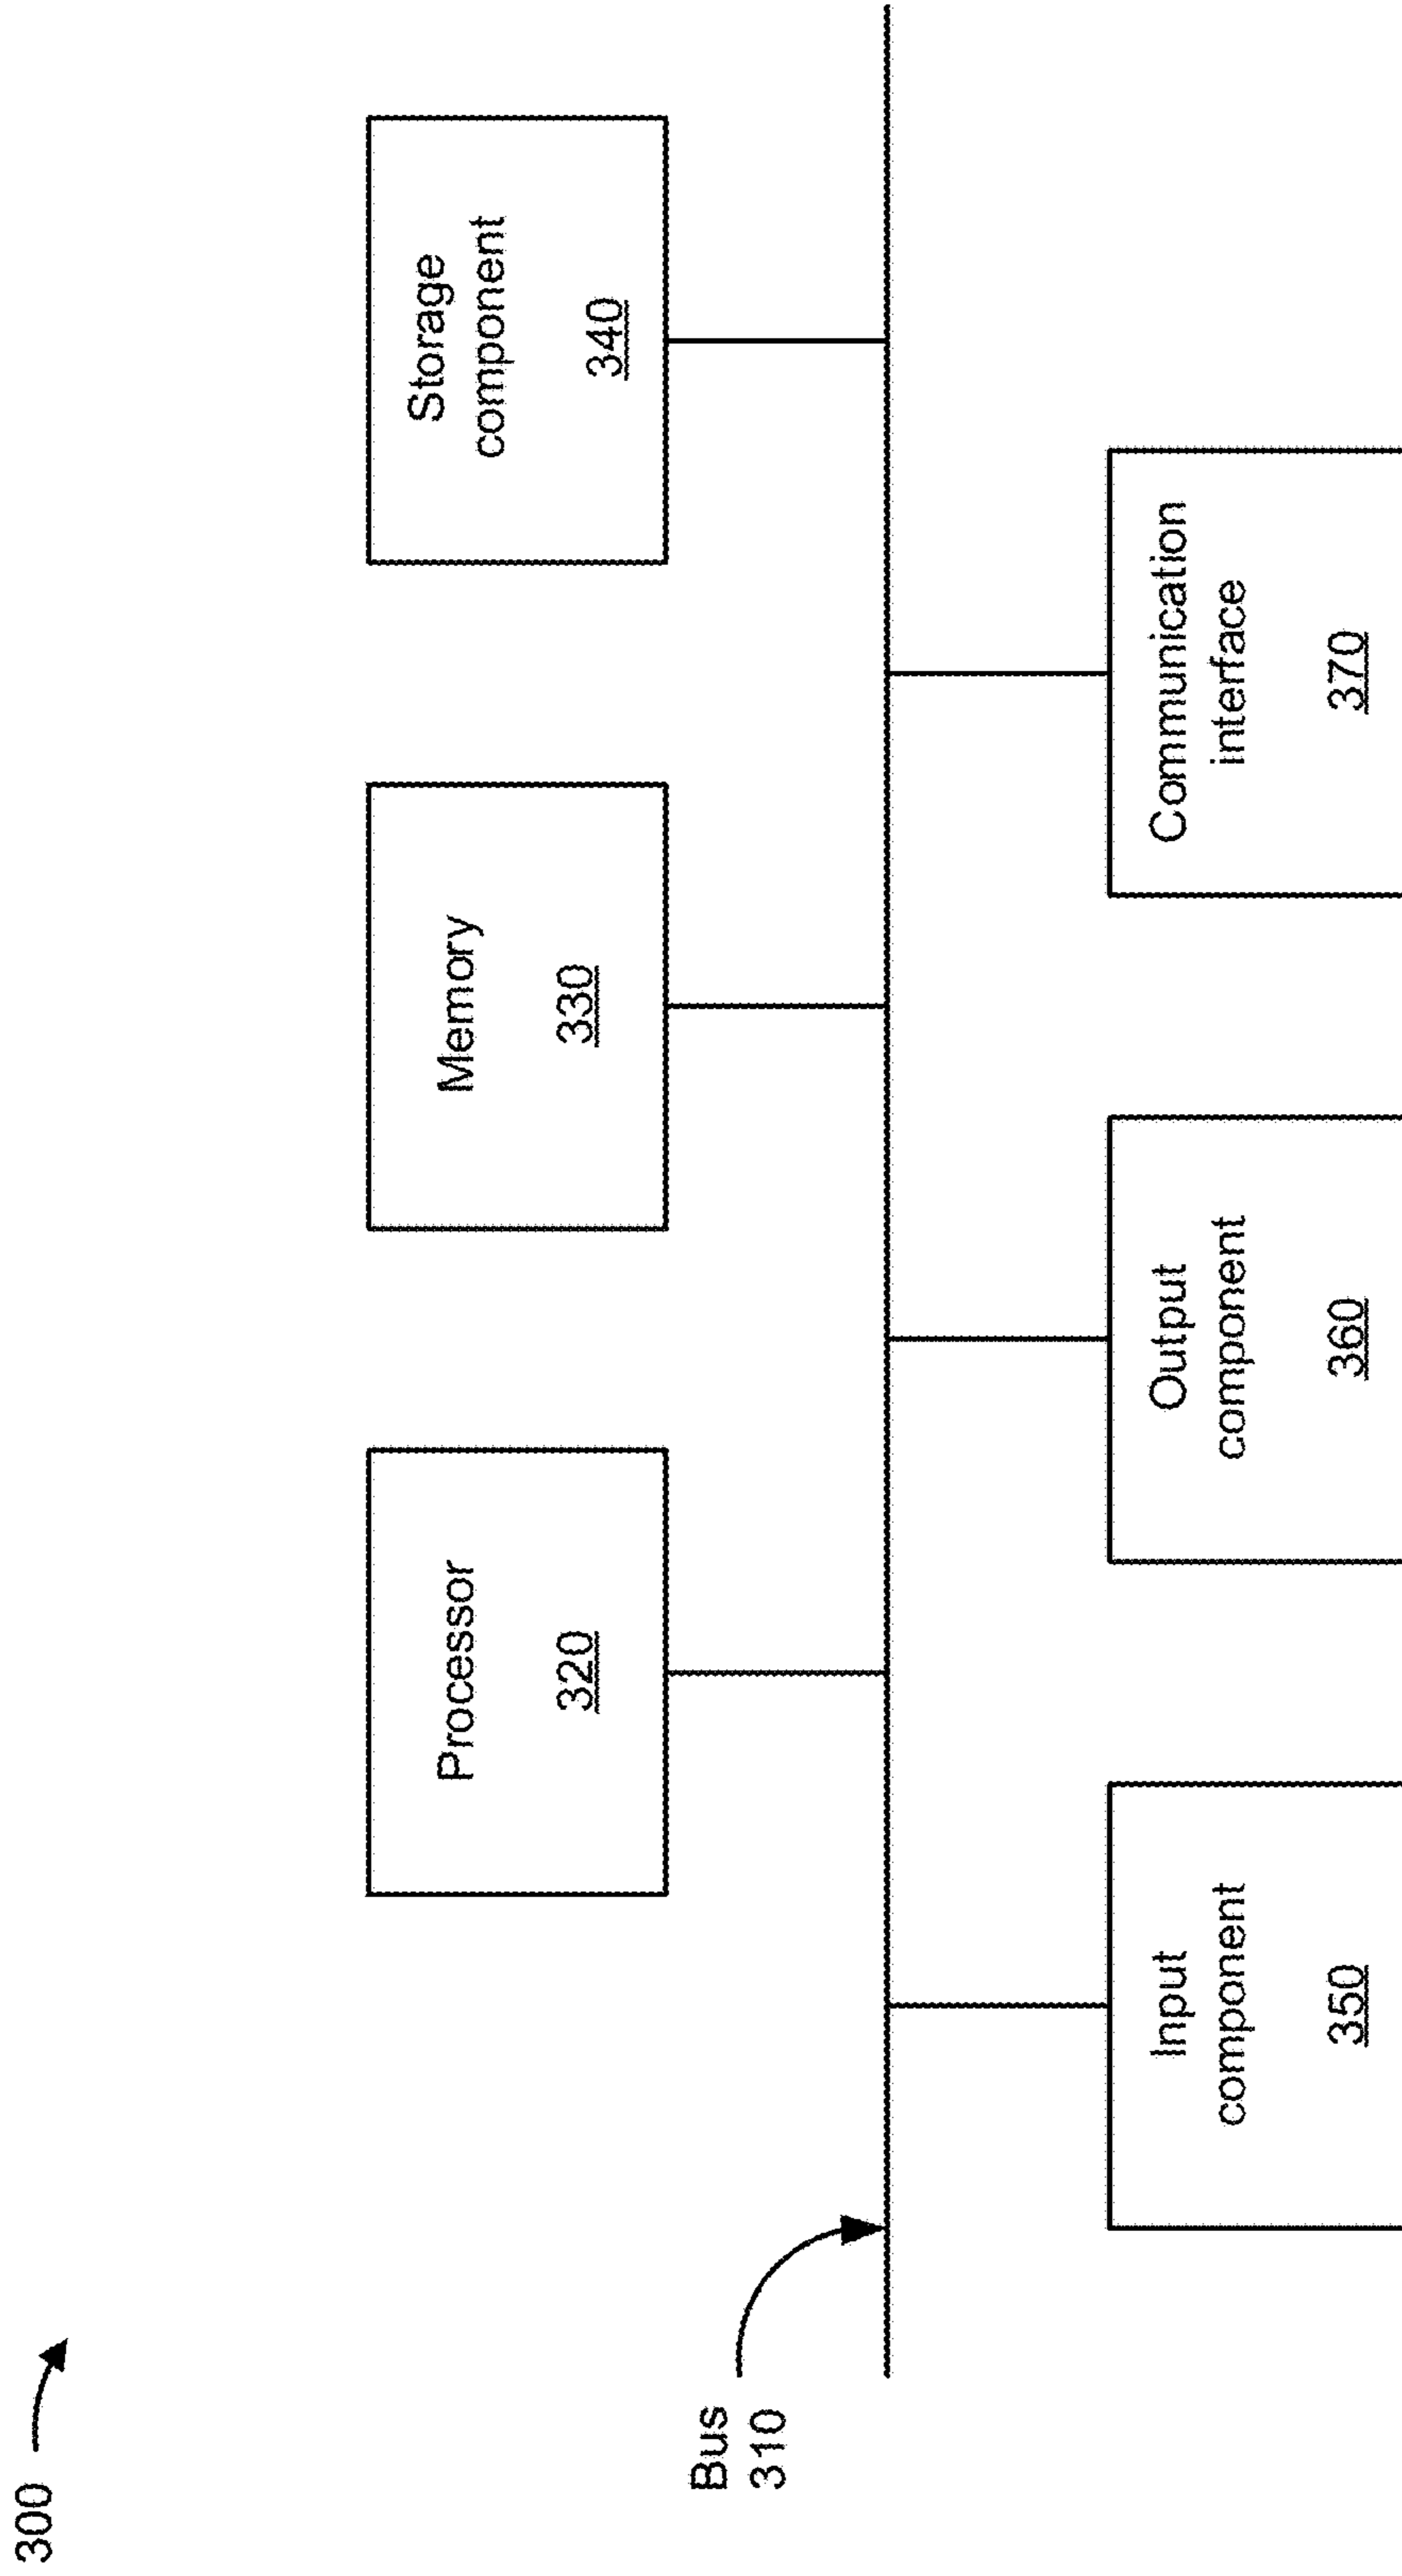 300
Bus
310
Processor
320
Memory
330
Storage
component
340
Input
component
350
Output
component
360
Communication
interface
370